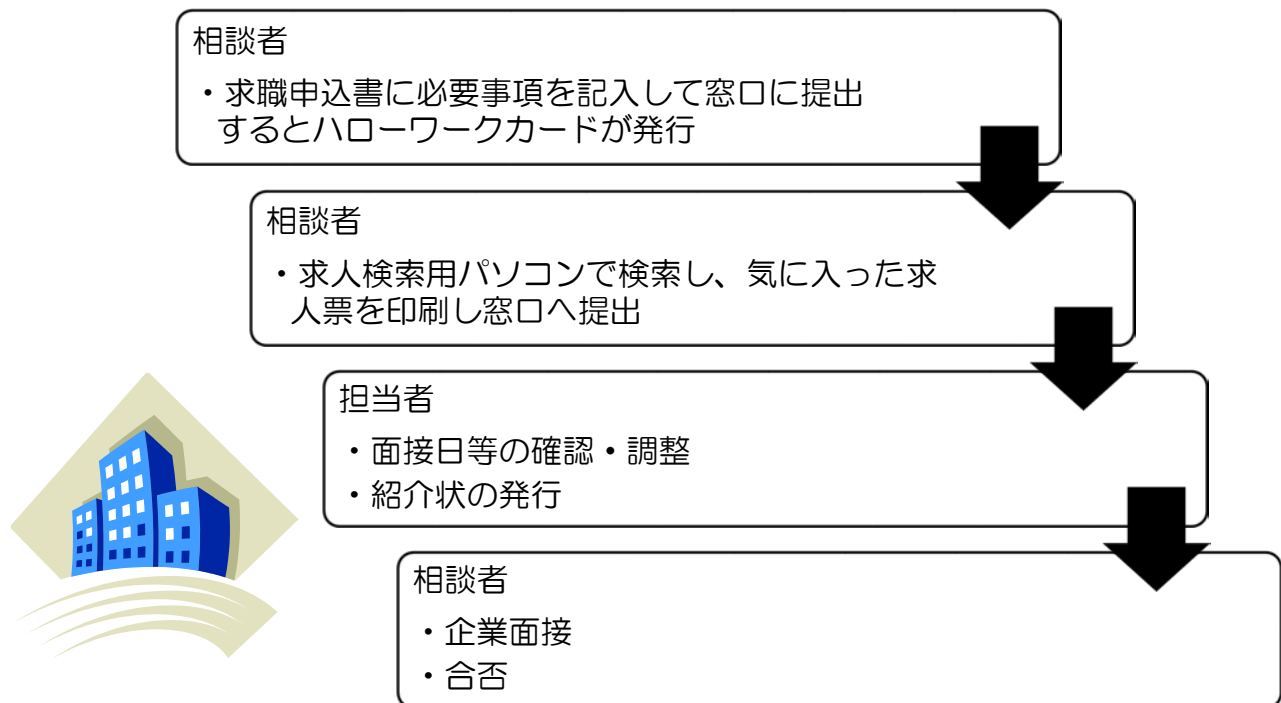 相談者
・求職申込書に必要事項を記入して窓口に提出
するとハローワークカードが発行
相談者
・求人検索用パソコンで検索し、気に入った求
人票を印刷し窓口へ提出
担当者
・面接日等の確認・調整
・紹介状の発行
相談者
・企業面接
・合否